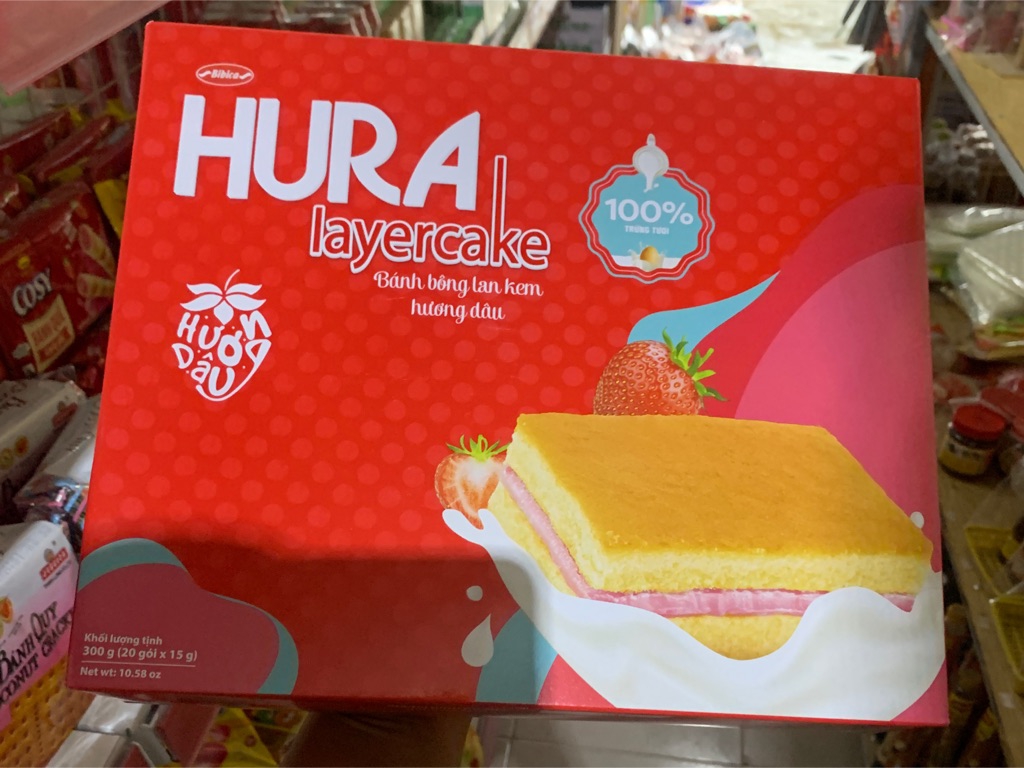 Bibica
HURA
layercake
Bánh bông lan kem
hương dâu
100%
TRỨNG TƯƠI
Hương
Dâu
Khối lượng tịnh
300 g (20 gói x 15 g)
Net wt: 10.58 oz
COSY
BÁNH QUY